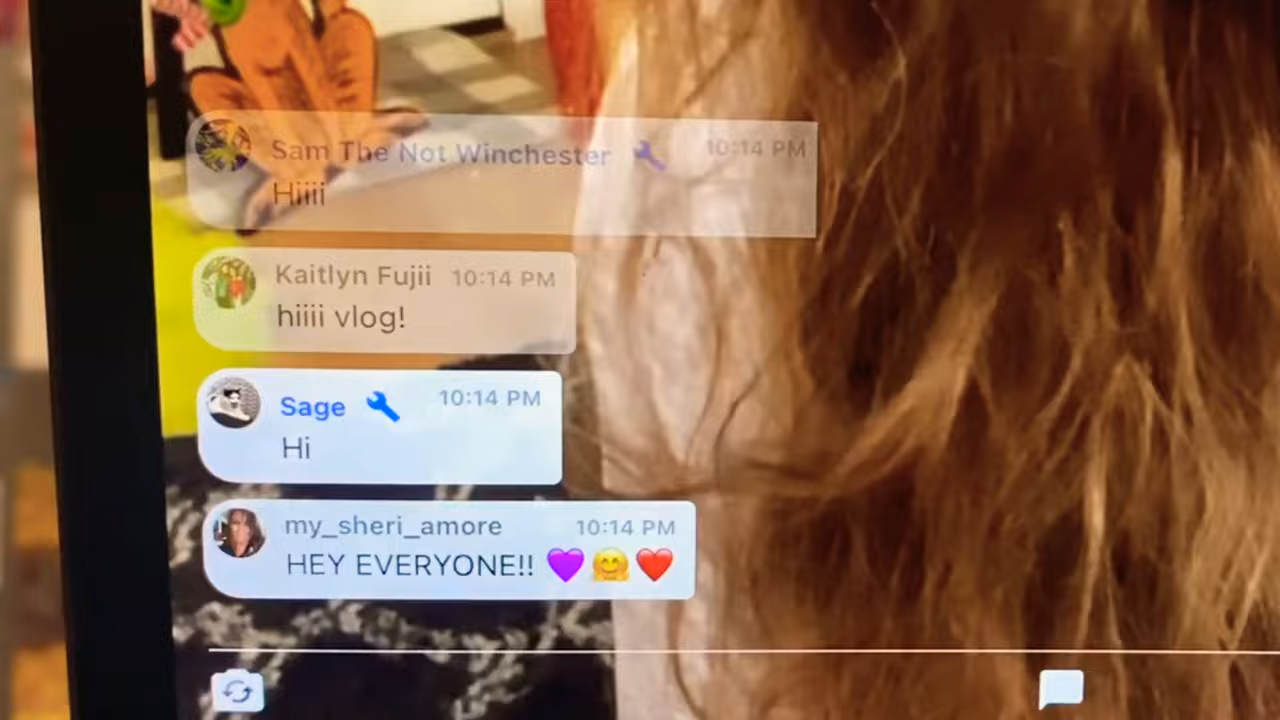 Sam The Not Winchester 10:14 PM
Hiiii
Kaitlyn Fujii 10:14 PM
hiiii vlog!
Sage 10:14 PM
Hi
my_sheri_amore 10:14 PM
HEY EVERYONE!! 💜 🤗 ❤️